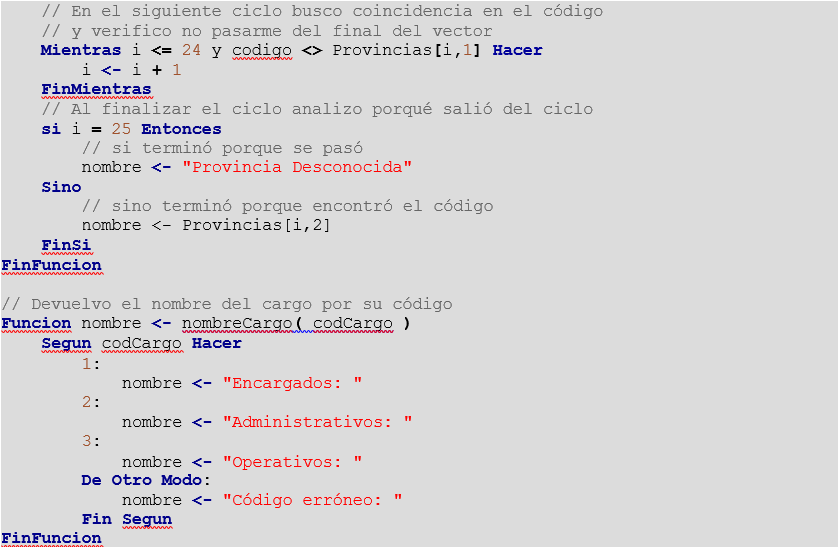 // En el siguiente ciclo busco coincidencia en el código
// y verifico no pasarme del final del vector
Mientras i <= 24 y codigo <> Provincias[i,1] Hacer
i <- i + 1
FinMientras
// Al finalizar el ciclo analizo porqué salió del ciclo
si i = 25 Entonces
// si terminó porque se pasó
nombre <- "Provincia Desconocida"
Sino
// sino terminó porque encontró el código
nombre <- Provincias[i,2]
FinSi
FinFuncion
// Devuelvo el nombre del cargo por su código
Funcion nombre <- nombreCargo( codCargo )
Segun codCargo Hacer
1:
nombre <- "Encargados: "
2:
nombre <- "Administrativos: "
3:
nombre <- "Operativos: "
De Otro Modo:
nombre <- "Código erróneo: "
Fin Segun
FinFuncion